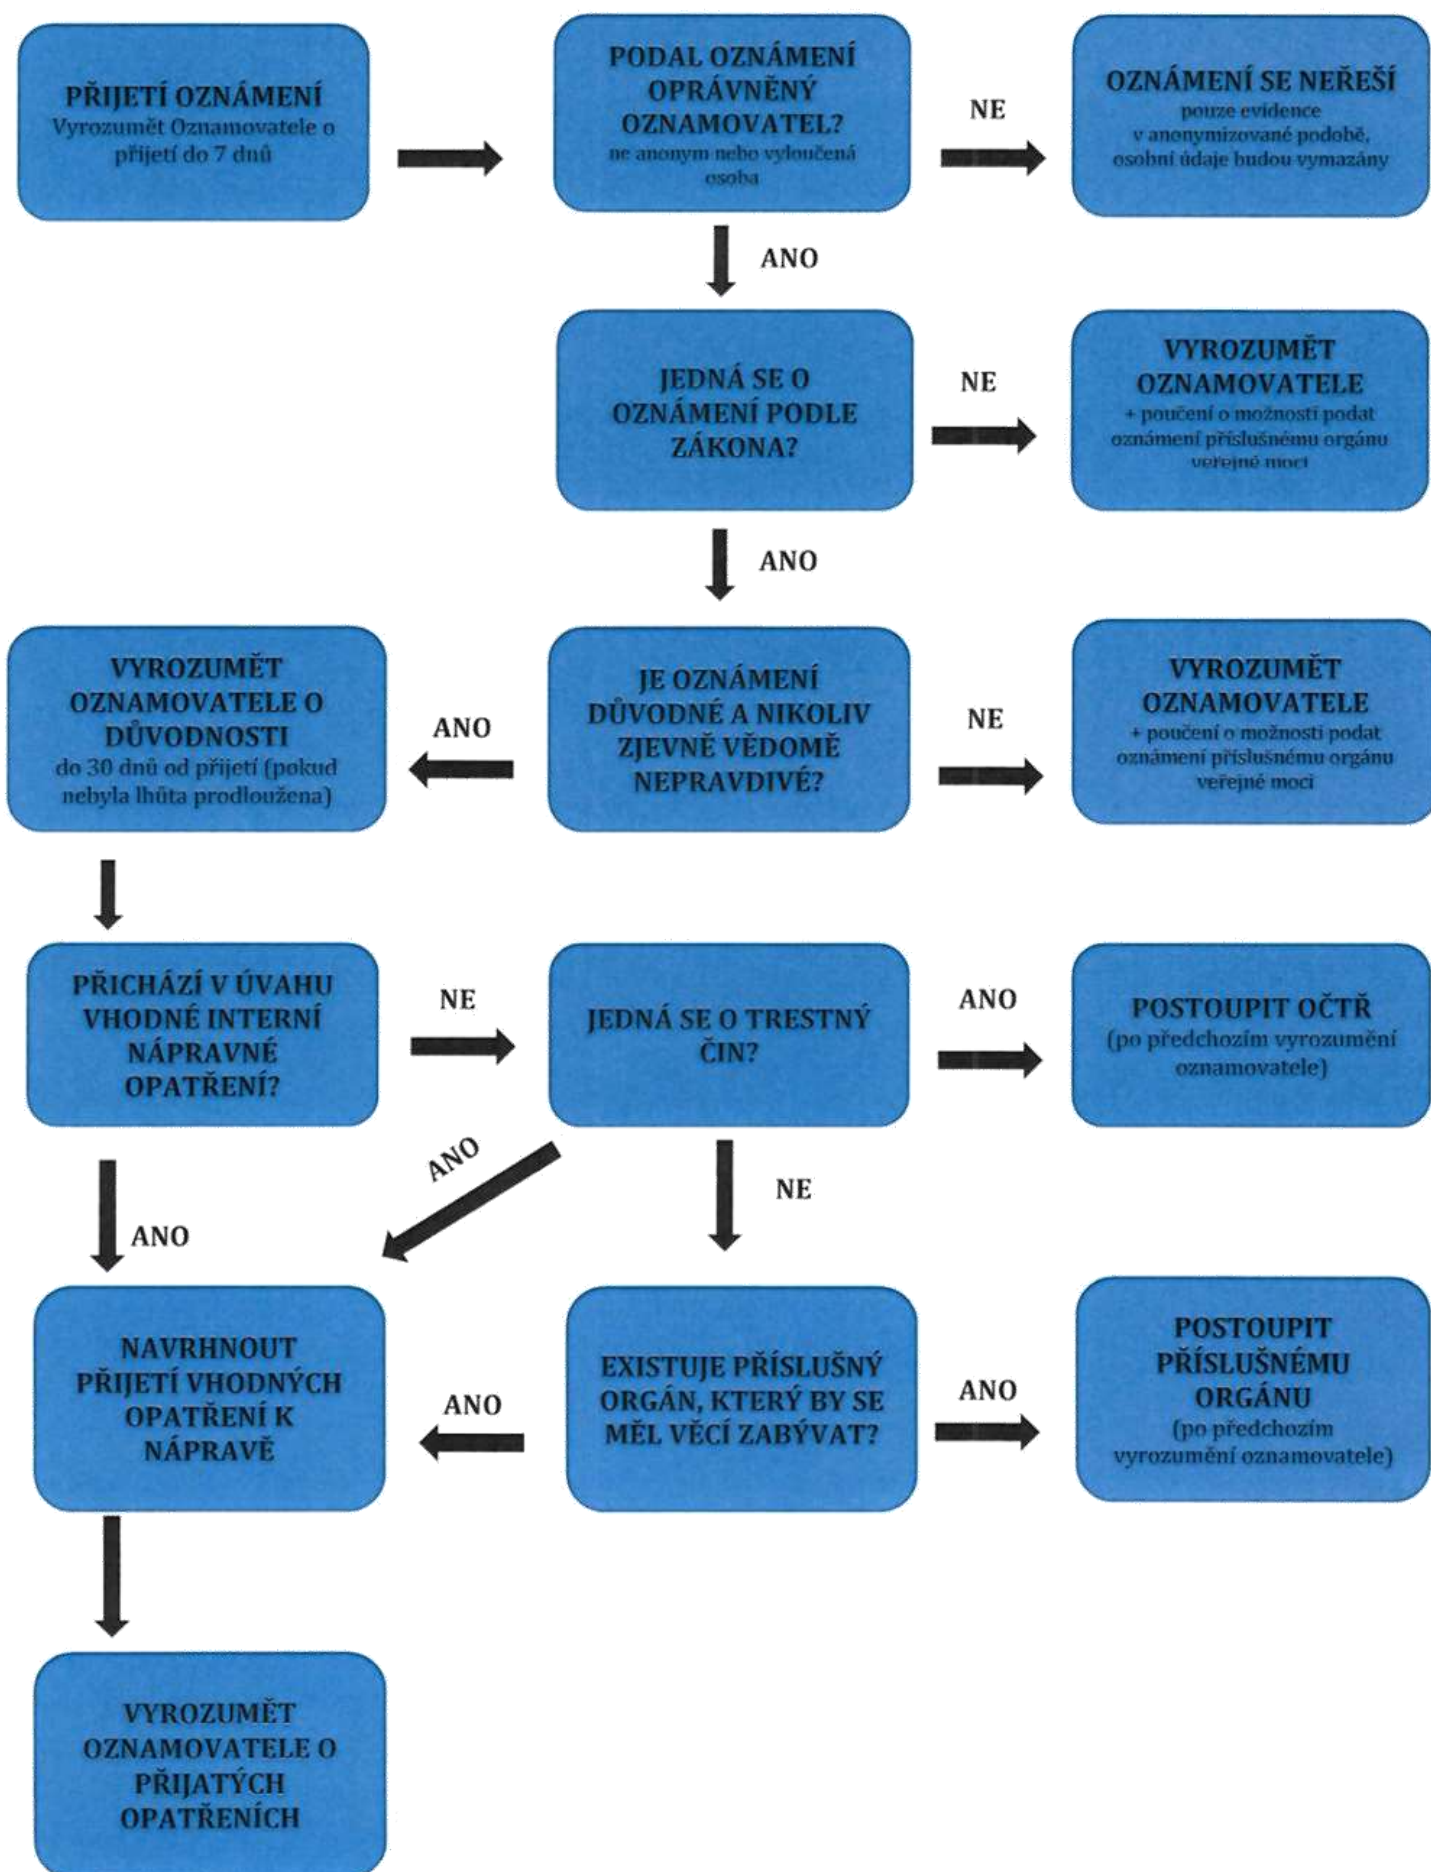 PŘIJETÍ OZNÁMENÍ
Vyrozumět Oznamovatele o
přijetí do 7 dnů
PODAL OZNÁMENÍ
OPRÁVNĚNÝ
OZNAMOVATEL?
ne anonym nebo vyloučená
osoba
NE
OZNÁMENÍ SE NEŘEŠÍ
pouze evidence
v anonymizované podobě,
osobní údaje budou vymazány
ANO
JEDNÁ SE O
OZNÁMENÍ PODLE
ZÁKONA?
NE
VYROZUMĚT
OZNAMOVATELE
+ poučení o možnosti podat
oznámení příslušnému orgánu
veřejné moci
ANO
VYROZUMĚT
OZNAMOVATELE O
DŮVODNOSTI
do 30 dnů od přijetí (pokud
nebyla lhůta prodloužena)
ANO
JE OZNÁMENÍ
DŮVODNÉ A NIKOLIV
ZJEVNĚ VĚDOMĚ
NEPRAVDIVÉ?
NE
VYROZUMĚT
OZNAMOVATELE
+ poučení o možnosti podat
oznámení příslušnému orgánu
veřejné moci
PŘICHÁZÍ V ÚVAHU
VHODNÉ INTERNÍ
NÁPRAVNÉ
OPATŘENÍ?
NE
JEDNÁ SE O TRESTNÝ
ČIN?
ANO
POSTOUPIT OČTŘ
(po předchozím vyrozumění
oznamovatele)
ANO
ANO
NE
NAVRHNOUT
PŘIJETÍ VHODNÝCH
OPATŘENÍ K
NÁPRAVĚ
ANO
EXISTUJE PŘÍSLUŠNÝ
ORGÁN, KTERÝ BY SE
MĚL VĚCÍ ZABÝVAT?
ANO
POSTOUPIT
PŘÍSLUŠNÉMU
ORGÁNU
(po předchozím
vyrozumění oznamovatele)
VYROZUMĚT
OZNAMOVATELE O
PŘIJATÝCH
OPATŘENÍCH